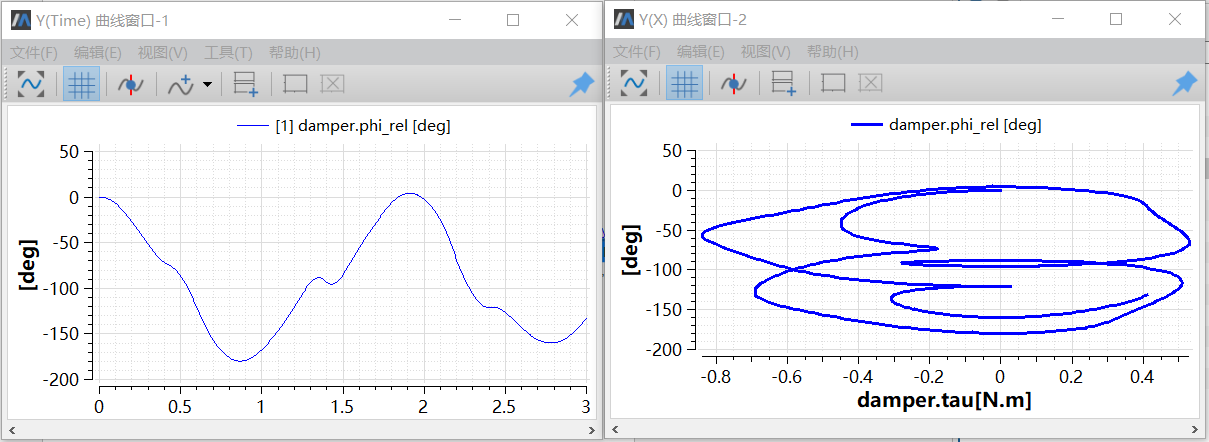 Y(Time) 曲线窗口-1
文件(F) 编辑(E) 视图(V) 工具(T) 帮助(H)
[1] damper.phi_rel [deg]
50
0
-50
-100
-150
-200
[deg]
0 0.5 1 1.5 2 2.5 3
Y(X) 曲线窗口-2
文件(F) 编辑(E) 视图(V) 帮助(H)
damper.phi_rel [deg]
50
0
-50
-100
-150
-200
[deg]
-0.8 -0.6 -0.4 -0.2 0 0.2 0.4
damper.tau[N.m]